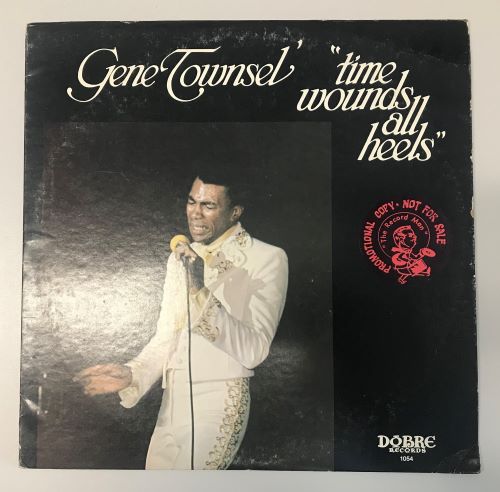 Gene Townsel'
"time
wounds
all
heels"
PROMOTIONAL COPY • NOT FOR SALE
"The Record Man"
DOBRE
RECORDS
1054